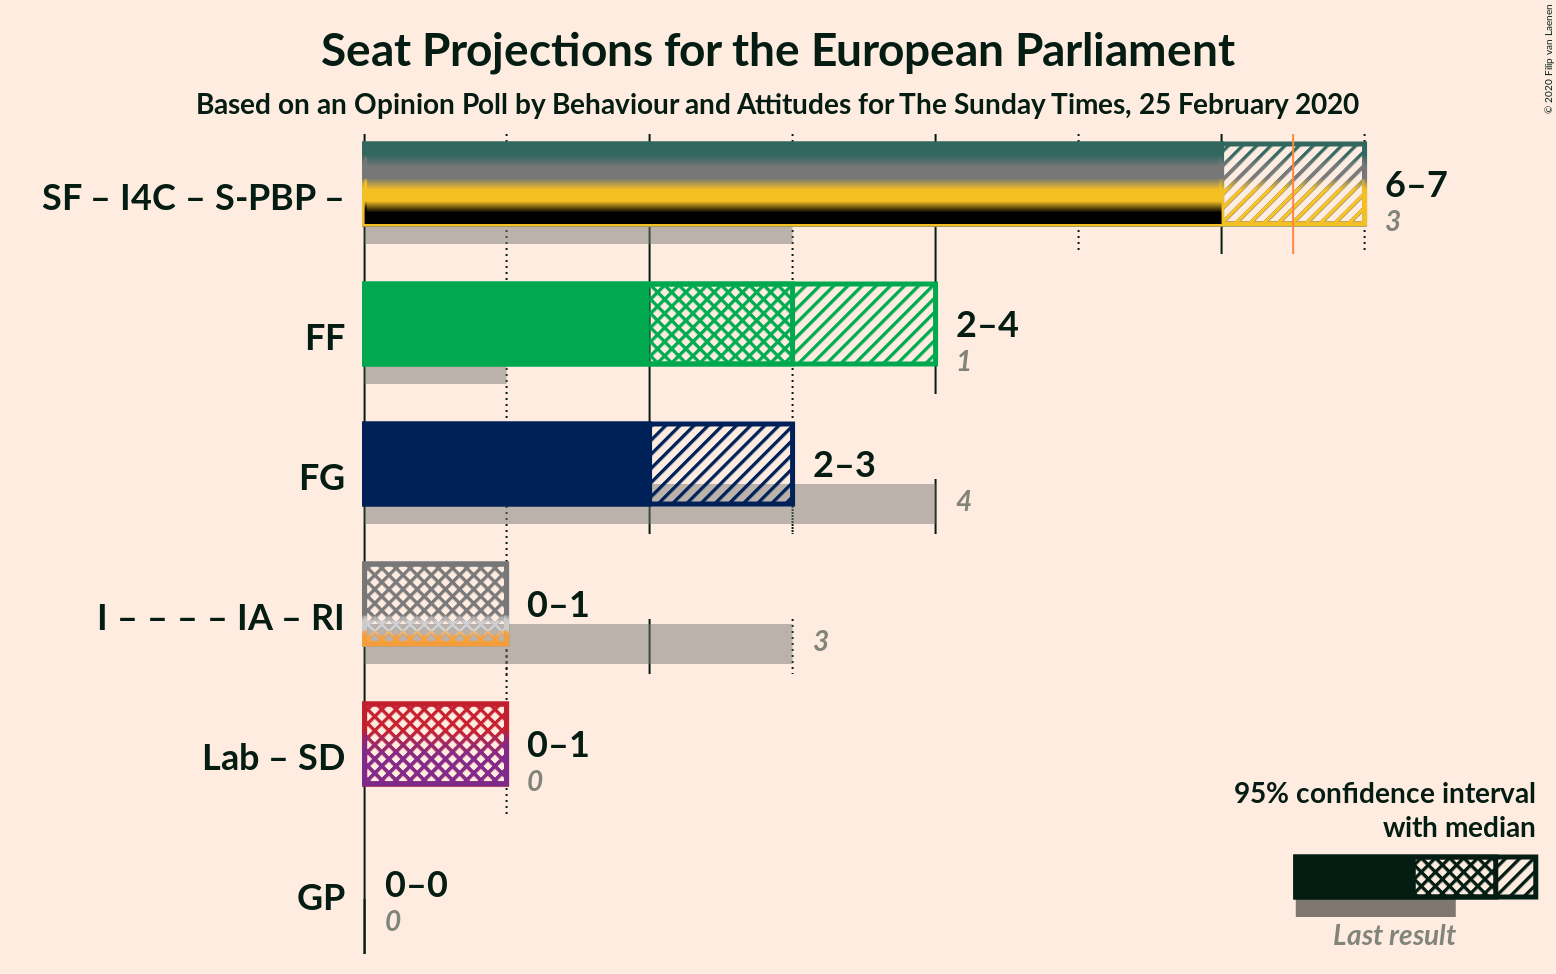 Seat Projections for the European Parliament
Based on an Opinion Poll by Behaviour and Attitudes for The Sunday Times, 25 February 2020
© 2020 Filip van Laenen
SF – I4C – S-PBP –
6–7
3
FF
2–4
1
FG
2–3
4
I – – – – IA – RI
0–1
3
Lab – SD
0–1
0
GP
0–0
0
95% confidence interval
with median
Last result